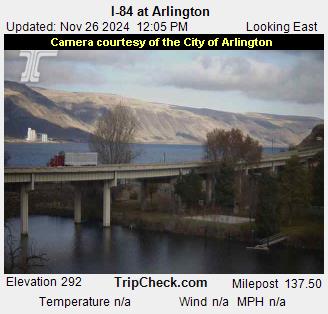 I-84 at Arlington
Updated: Nov 26 2024 12:05 PM Looking East
Camera courtesy of the City of Arlington
Elevation 292 TripCheck.com Milepost 137.50
Temperature n/a Wind n/a MPH n/a